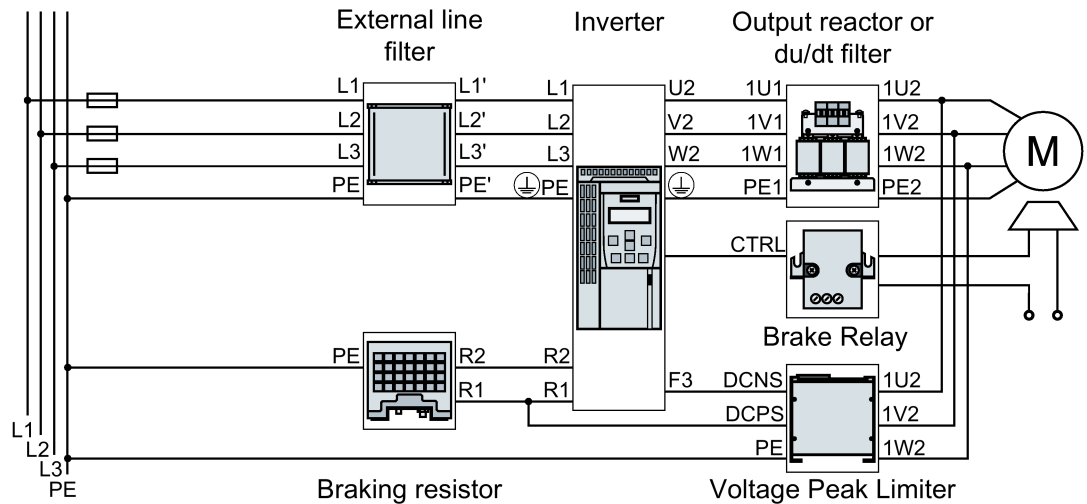 External line
filter
Inverter
Output reactor or
du/dt filter
L1 L1' L1 U2 1U1 1U2
L2 L2' L2 V2 1V1 1V2
L3 L3' L3 W2 1W1 1W2
PE PE' PE PE1 PE2
M
CTRL
Brake Relay
PE R2 R2
R1 R1
F3 DCNS 1U2
DCPS 1V2
PE 1W2
L1
L2
L3
PE
Braking resistor
Voltage Peak Limiter